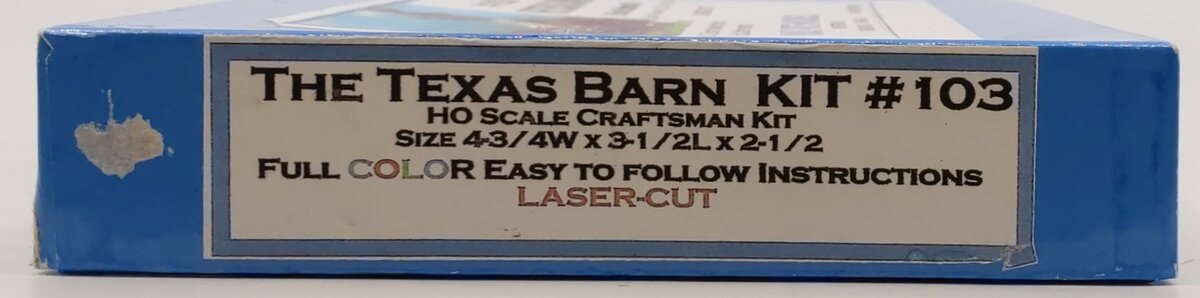 THE TEXAS BARN KIT #103
HO SCALE CRAFTSMAN KIT
SIZE 4-3/4W X 3-1/2L X 2-1/2
FULL COLOR EASY TO FOLLOW INSTRUCTIONS
LASER-CUT